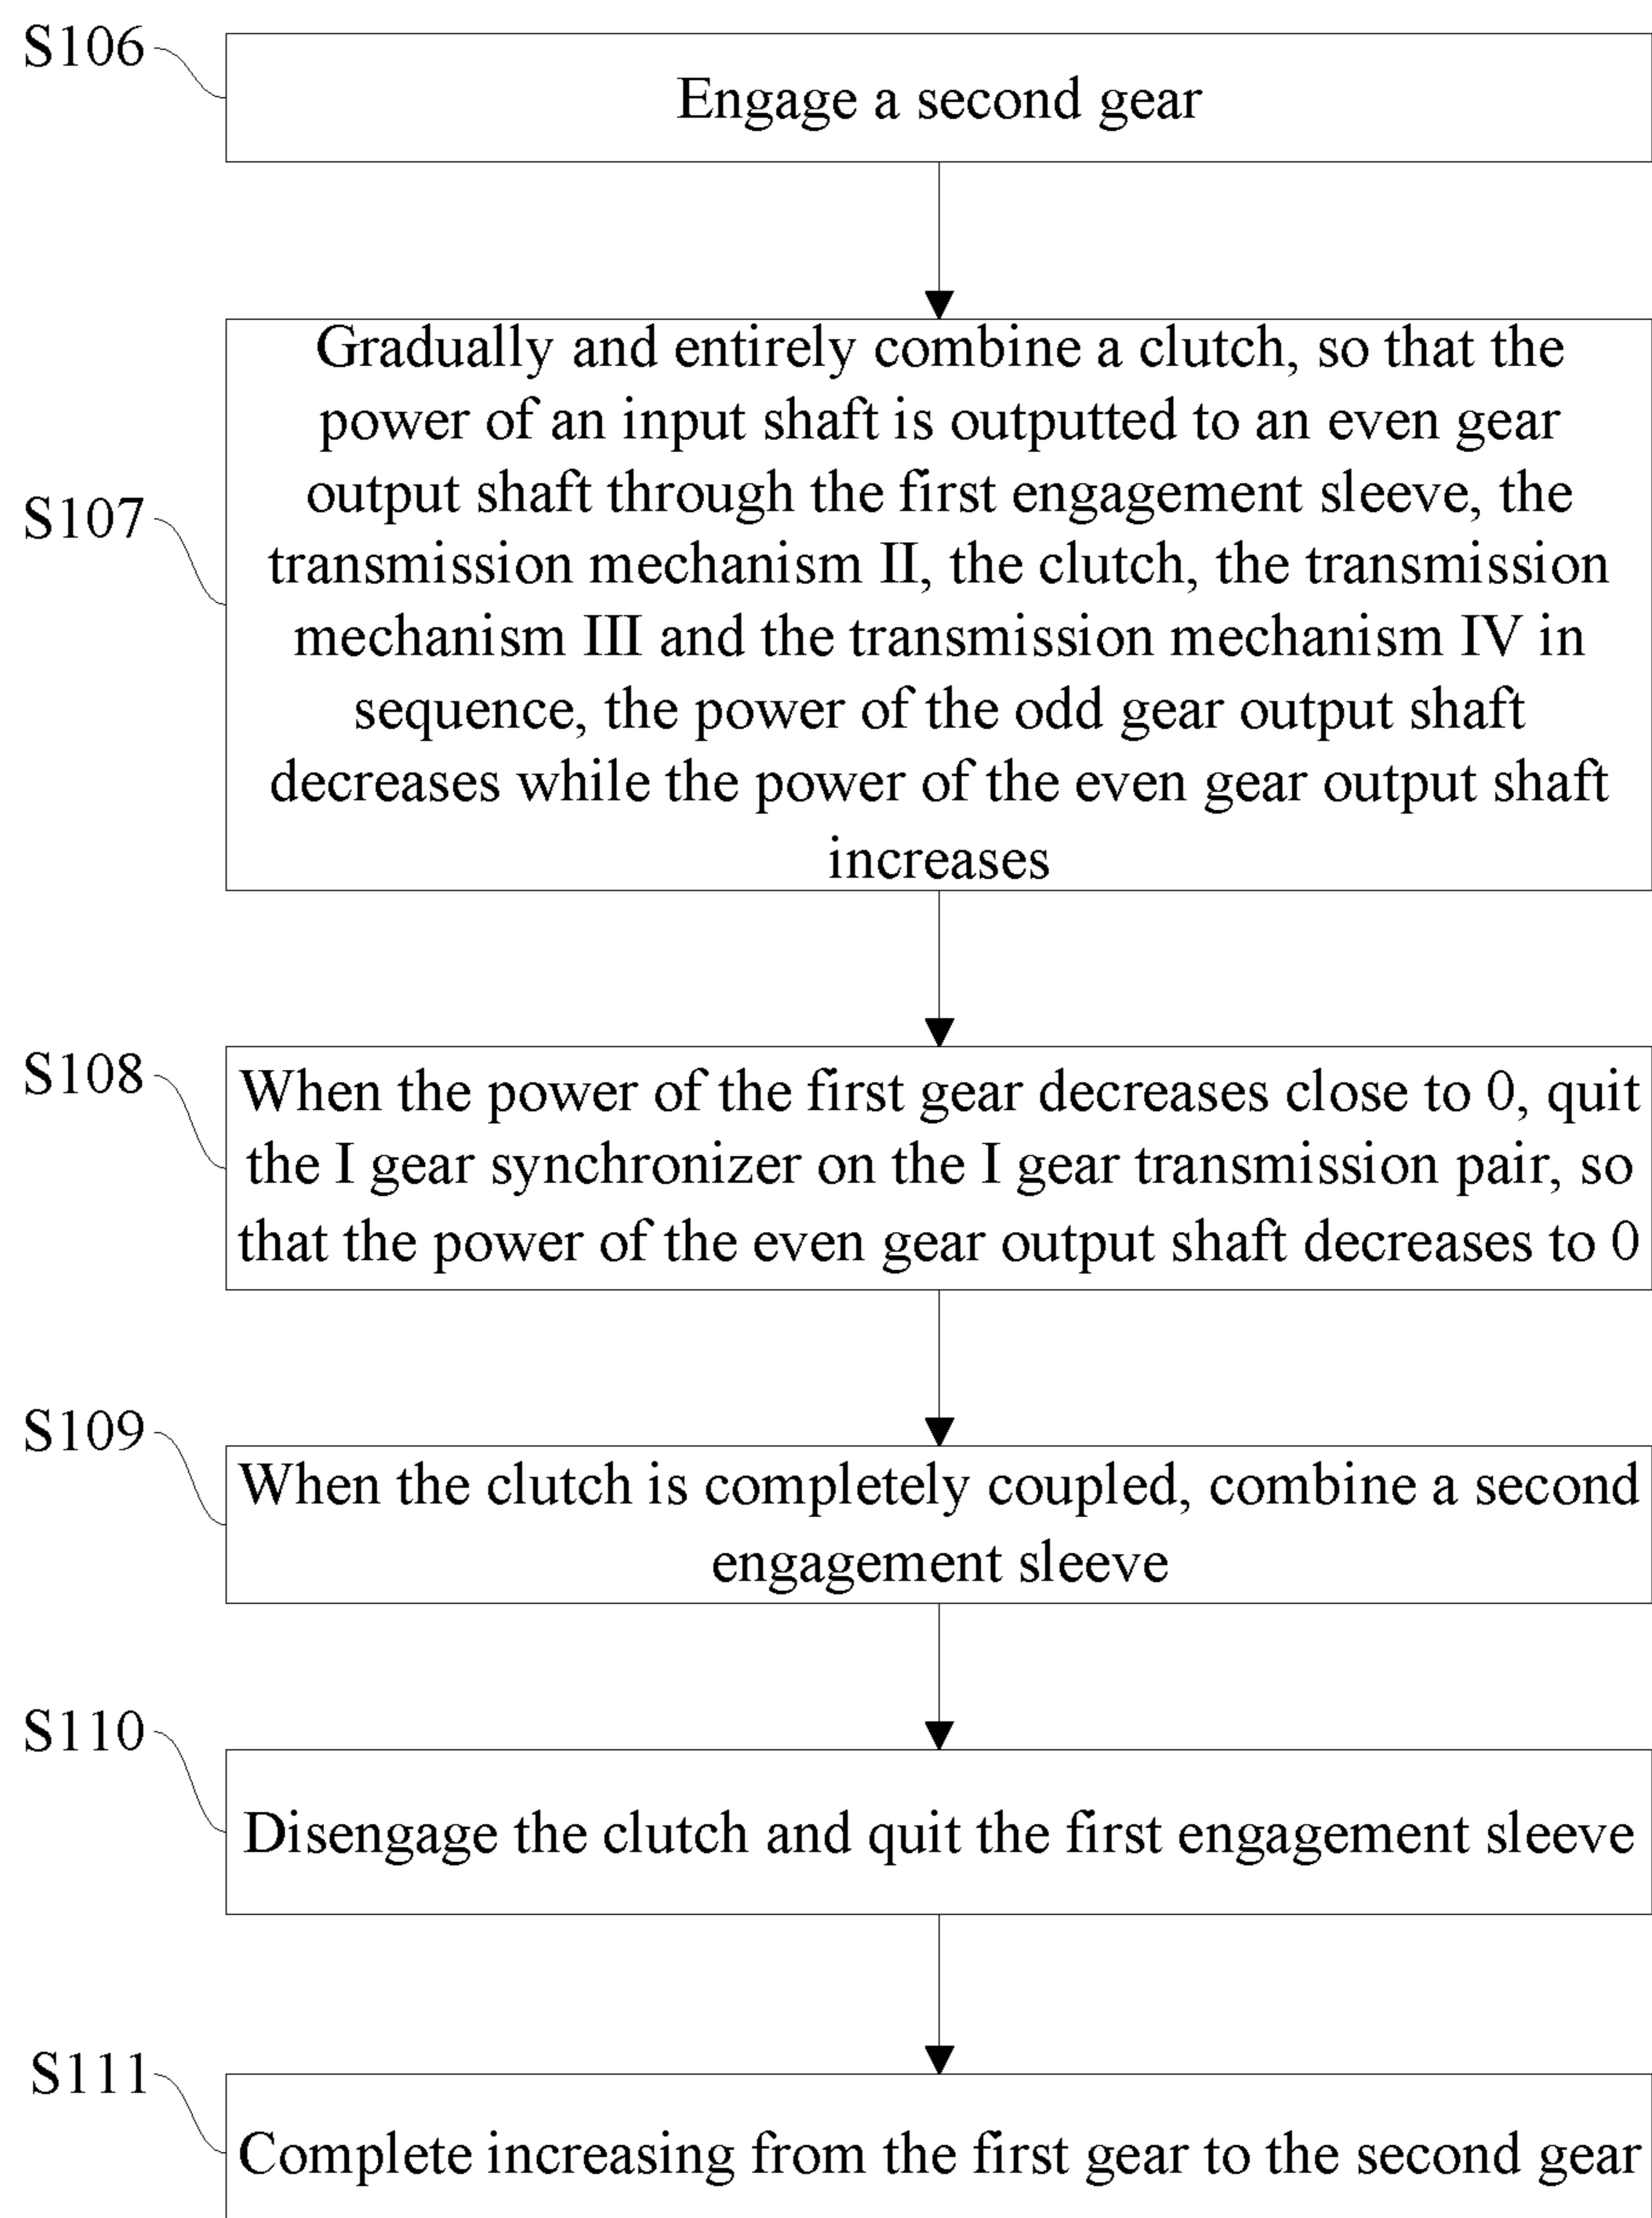 S106
Engage a second gear
S107
Gradually and entirely combine a clutch, so that the
power of an input shaft is outputted to an even gear
output shaft through the first engagement sleeve, the
transmission mechanism II, the clutch, the transmission
mechanism III and the transmission mechanism IV in
sequence, the power of the odd gear output shaft
decreases while the power of the even gear output shaft
increases
S108
When the power of the first gear decreases close to 0, quit
the I gear synchronizer on the I gear transmission pair, so
that the power of the even gear output shaft decreases to 0
S109
When the clutch is completely coupled, combine a second
engagement sleeve
S110
Disengage the clutch and quit the first engagement sleeve
S111
Complete increasing from the first gear to the second gear